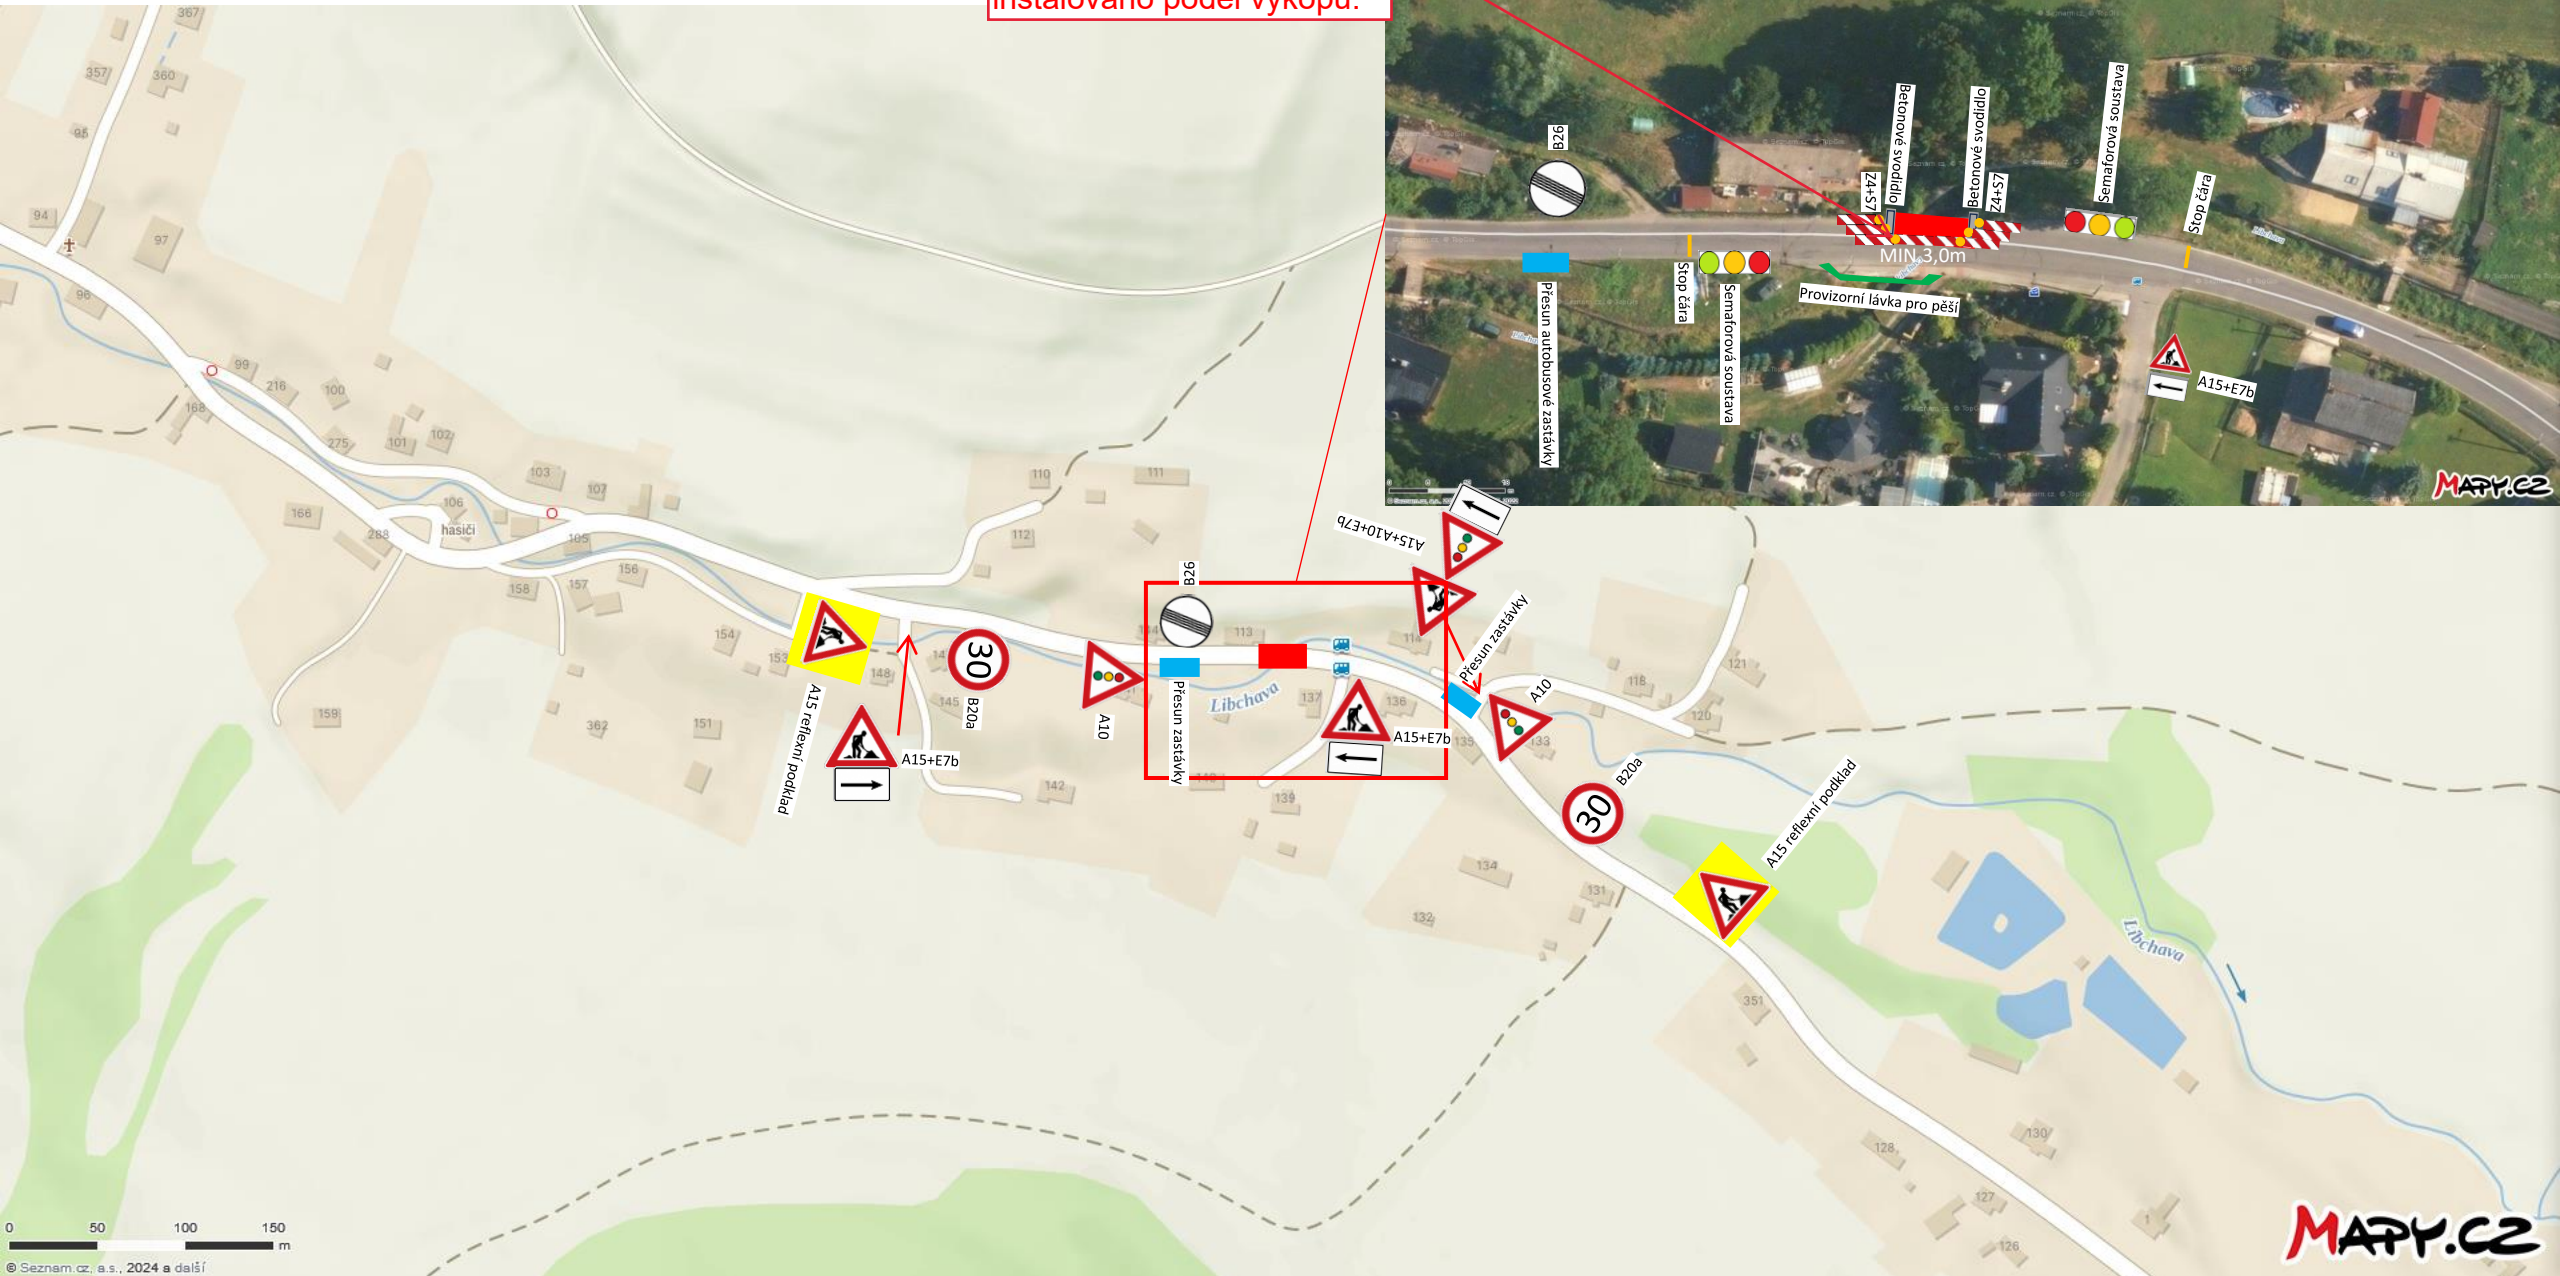 instalováno podél výkopu.
B26
Přesun autobusové zastávky
Stop čára
Semaforová soustava
Z4+S7
Betonové svodidlo
Betonové svodidlo
Z4+S7
MIN 3,0m
Provizorní lávka pro pěší
Semaforová soustava
Stop čára
A15+E7b
Libchava
MAPY.CZ
367
357
360
95
94
97
96
99
216
100
168
275
101
102
103
107
106
166
288
hasiči
105
156
157
158
159
154
153
148
362
151
145
142
110
111
112
A15 reflexní podklad
A15+E7b
30
B20a
A10
B26
Přesun zastávky
113
Libchava
137
136
A15+E7b
A15+A10+E7b
114
Přesun zastávky
A10
135
133
139
118
121
120
30
B20a
A15 reflexní podklad
134
132
131
351
Libchava
130
128
127
126
1
0 50 100 150
m
© Seznam.cz, a.s., 2024 a další
MAPY.CZ